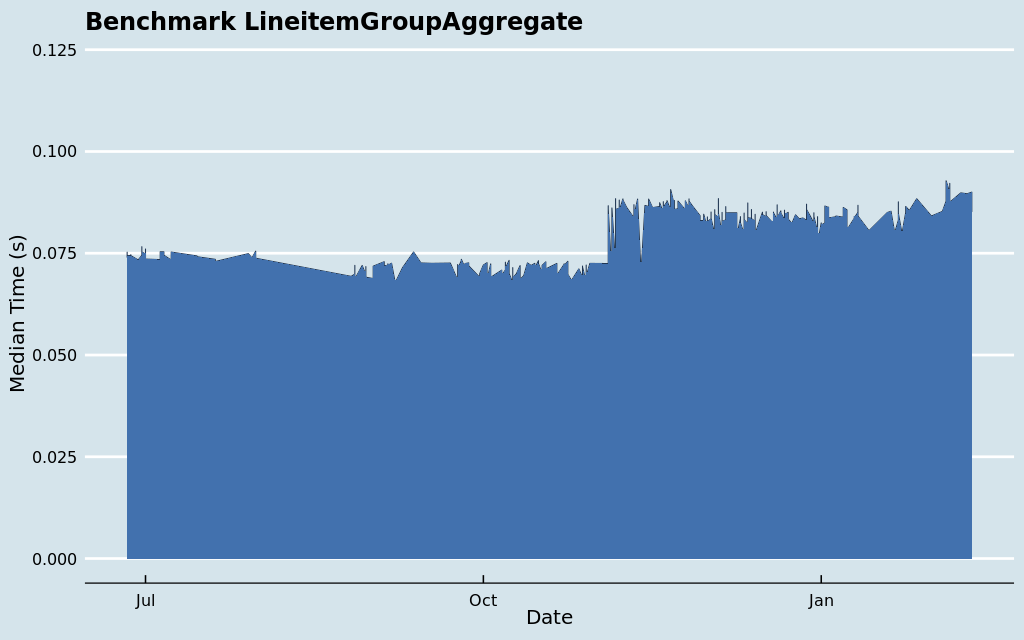 Benchmark LineitemGroupAggregate
0.125
0.100
0.075
0.050
0.025
0.000
Median Time (s)
Jul
Oct
Jan
Date